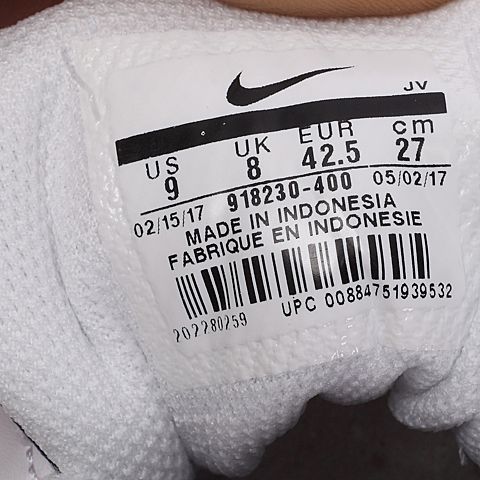 JV
US UK EUR cm
9 8 42.5 27
02/15/17 918230-400 05/02/17
MADE IN INDONESIA
FABRIQUE EN INDONESIE
202280259 UPC 00884751939532